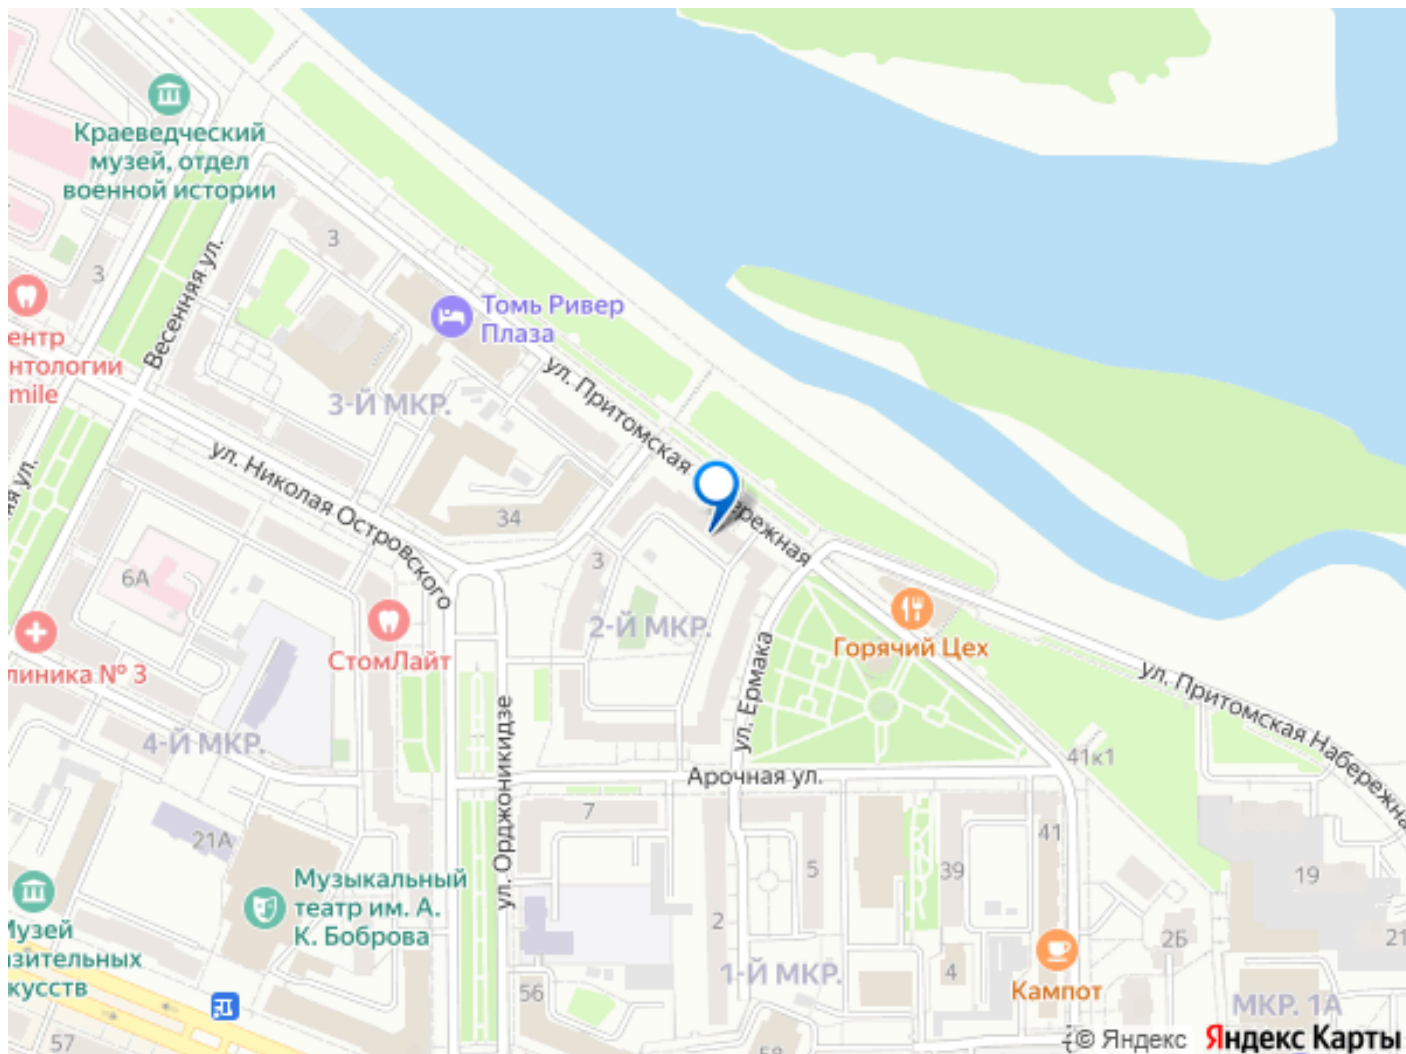 Краеведческий
музей, отдел
военной истории
3
3
Весенняя ул.
Томь Ривер
Плаза
ентр
нтологии
mile
3-Й МКР.
ул. Притомская
бережная
ул. Николая Островского
34
3
6А
2-Й МКР.
СтомЛайт
линика № 3
Горячий Цех
ул. Ермака
ул. Притомская Набережна
4-Й МКР.
ул. Орджоникидзе
41к1
Арочная ул.
7
21А
5
39
41
19
Музыкальный
театр им. А.
К. Боброва
Музей
азительных
кусств
2
2Б
21
1-Й МКР.
4
Кампот
56
МКР. 1А
57
58
© Яндекс
Яндекс Карты